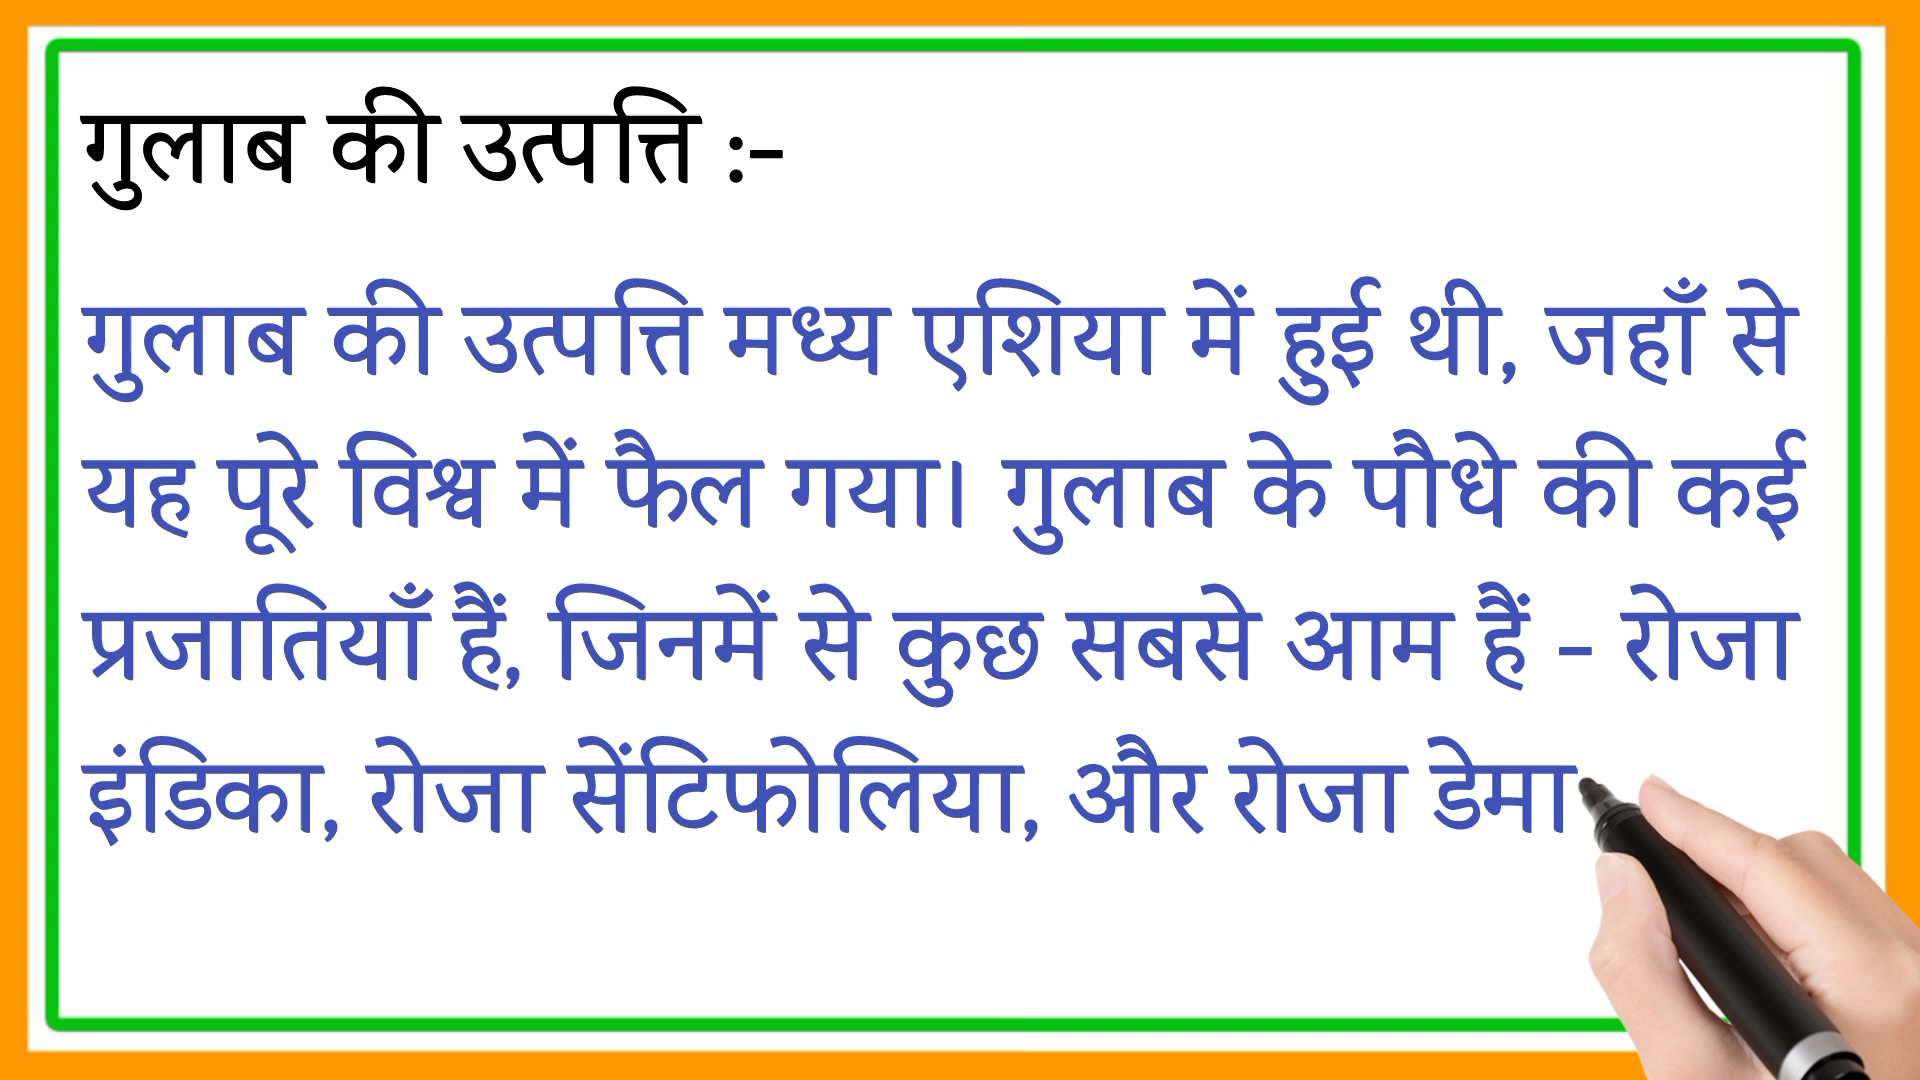 गुलाब की उत्पत्ति :-
गुलाब की उत्पत्ति मध्य एशिया में हुई थी, जहाँ से
यह पूरे विश्व में फैल गया। गुलाब के पौधे की कई
प्रजातियाँ हैं, जिनमें से कुछ सबसे आम हैं - रोजा
इंडिका, रोजा सेंटिफोलिया, और रोजा डेमा